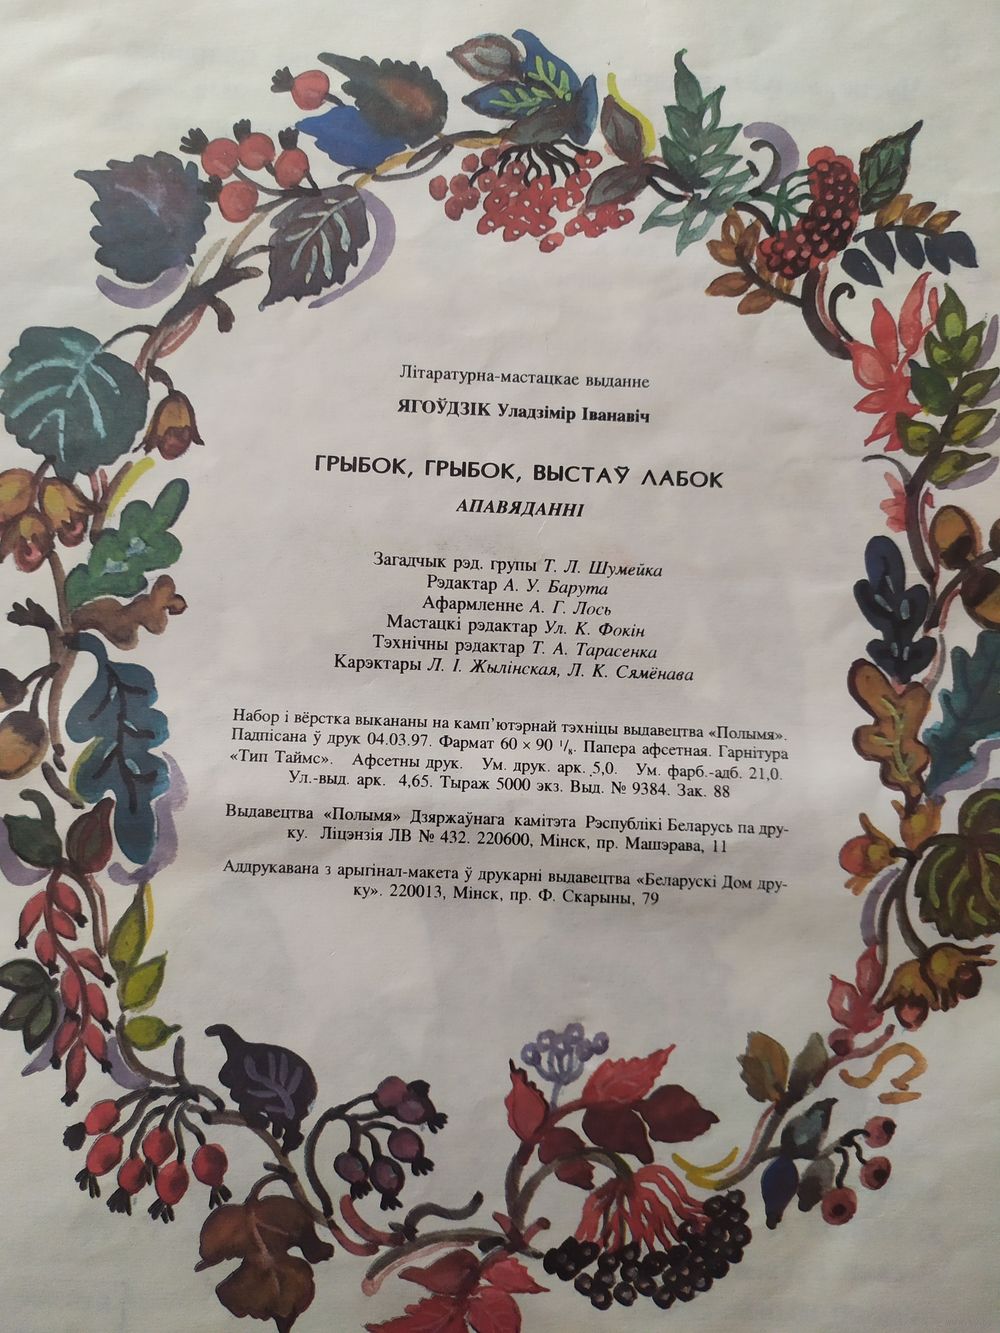 Літаратурна-мастацкае выданне
ЯГОЎДЗІК Уладзімір Іванавіч
ГРЫБОК, ГРЫБОК, ВЫСТАЎ ЛАБОК
АПАВЯДАННІ
Загадчык рэд. групы Т. Л. Шумейка
Рэдактар А. У. Барута
Афармленне А. Г. Лось
Мастацкі рэдактар Ул. К. Фокін
Тэхнічны рэдактар Т. А. Тарасенка
Карэктары Л. І. Жылінская, Л. К. Сямёнава
Набор і вёрстка выкананы на камп'ютэрнай тэхніцы выдавецтва «Полымя».
Падпісана ў друк 04.03.97. Фармат 60 × 90 1/8. Папера афсетная. Гарнітура
«Тип Таймс». Афсетны друк. Ум. друк. арк. 5,0. Ум. фарб.-адб. 21,0.
Ул.-выд. арк. 4,65. Тыраж 5000 экз. Выд. № 9384. Зак. 88
Выдавецтва «Полымя» Дзяржаўнага камітэта Рэспублікі Беларусь па дру-
ку. Ліцэнзія ЛВ № 432. 220600, Мінск, пр. Машэрава, 11
Аддрукавана з арыгінал-макета ў друкарні выдавецтва «Беларускі Дом дру-
ку». 220013, Мінск, пр. Ф. Скарыны, 79